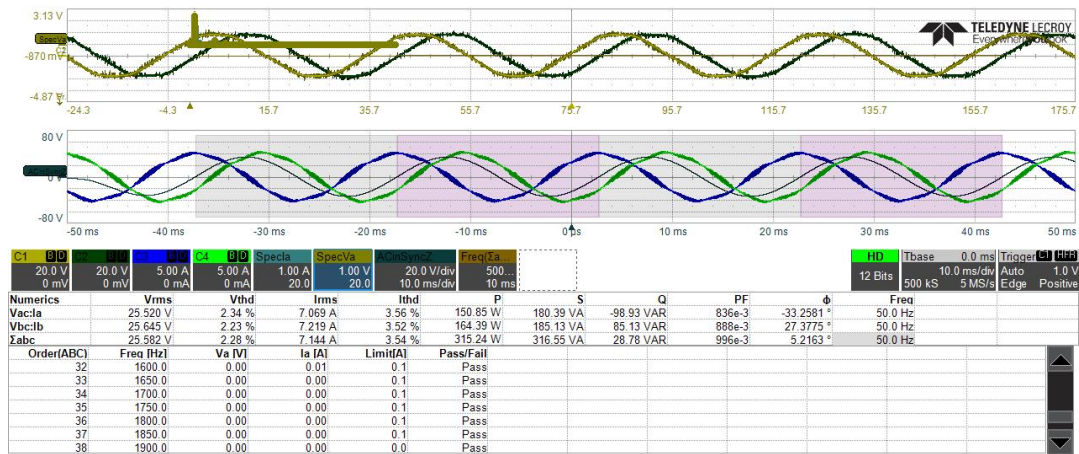 3.13 V
TELEDYNE LECROY
SpecVa
C2
-870 mV
-4.87 V
-24.3 -4.3 15.7 35.7 55.7 75.7 95.7 115.7 135.7 155.7 175.7
80 V
ACinSyncZ
0 V
-80 V
-50 ms -40 ms -30 ms -20 ms -10 ms 0 µs 10 ms 20 ms 30 ms 40 ms 50 ms
C1 B D C2 B D C3 B D C4 B D SpecIa SpecVa ACinSyncZ Freq(Σa... HD Tbase 0.0 ms Trigger C1 HFR
20.0 V 20.0 V 5.00 A 5.00 A 1.00 A 1.00 V 20.0 V/div 500... 12 Bits 10.0 ms/div Auto 1.0 V
0 mV 0 mV 0 mA 0 mA 20.0 20.0 10.0 ms/div 10 ms 500 kS 5 MS/s Edge Positive
Numerics Vrms Vthd Irms Ithd P S Q PF ɸ Freq
Vac:Ia 25.520 V 2.34 % 7.069 A 3.56 % 150.85 W 180.39 VA -98.93 VAR 836e-3 -33.2581 ° 50.0 Hz
Vbc:Ib 25.645 V 2.23 % 7.219 A 3.52 % 164.39 W 185.13 VA 85.13 VAR 888e-3 27.3775 ° 50.0 Hz
Σabc 25.582 V 2.28 % 7.144 A 3.54 % 315.24 W 316.55 VA 28.78 VAR 996e-3 5.2163 ° 50.0 Hz
Order(ABC) Freq [Hz] Va [V] Ia [A] Limit[A] Pass/Fail
32 1600.0 0.00 0.01 0.1 Pass
33 1650.0 0.00 0.00 0.1 Pass
34 1700.0 0.00 0.00 0.1 Pass
35 1750.0 0.00 0.00 0.1 Pass
36 1800.0 0.00 0.00 0.1 Pass
37 1850.0 0.00 0.00 0.1 Pass
38 1900.0 0.00 0.00 0.0 Pass